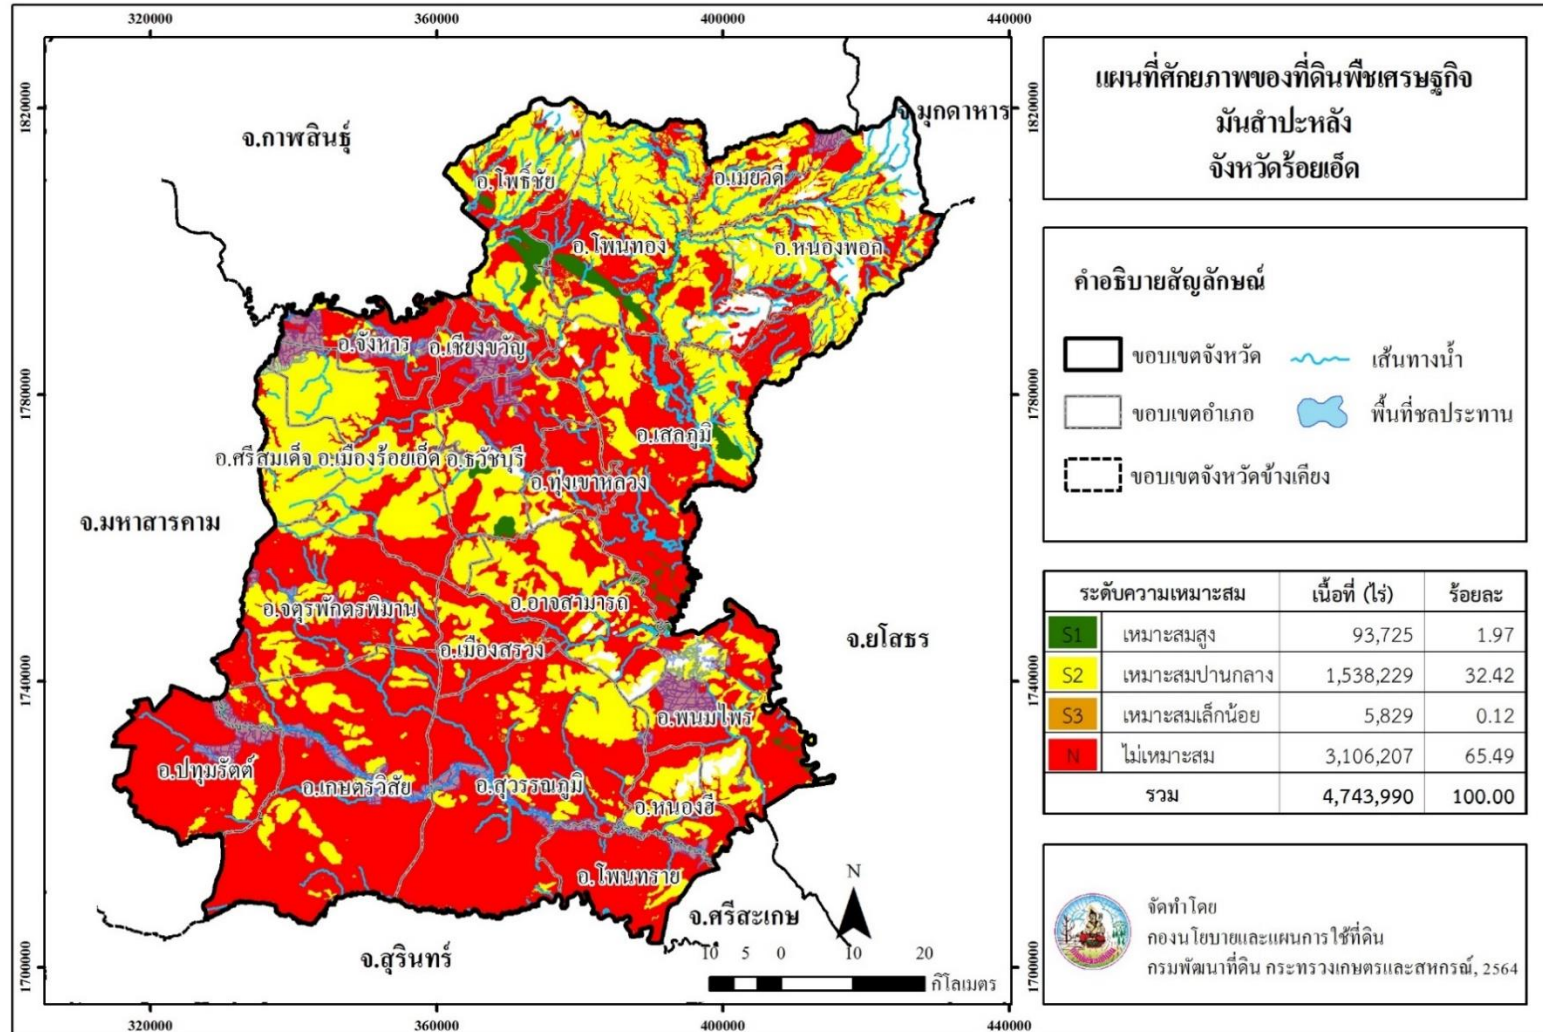 320000
360000
400000
440000
แผนที่ศักยภาพของที่ดินพืชเศรษฐกิจ
มันสำปะหลัง
จังหวัดร้อยเอ็ด
1820000
1820000
จ.มุกดาหาร
จ.กาฬสินธุ์
อ.โพธิ์ชัย
อ.เมยวดี
อ.โพนทอง
อ.หนองพอก
คำอธิบายสัญลักษณ์
ขอบเขตจังหวัด
เส้นทางน้ำ
ขอบเขตอำเภอ
พื้นที่ชลประทาน
ขอบเขตจังหวัดข้างเคียง
อ.จังหาร
อ.เชียงขวัญ
1780000
1780000
อ.ศรีสมเด็จ
อ.เมืองร้อยเอ็ด
อ.ธวัชบุรี
อ.เสลภูมิ
อ.ทุ่งเขาหลวง
จ.มหาสารคาม
อ.จตุรพักตรพิมาน
อ.อาจสามารถ
อ.เมืองสรวง
จ.ยโสธร
1740000
1740000
อ.พนมไพร
อ.ปทุมรัตต์
อ.เกษตรวิสัย
อ.สุวรรณภูมิ
อ.หนองฮี
อ.โพนทราย
จ.ศรีสะเกษ
จ.สุรินทร์
ระดับความเหมาะสม เนื้อที่ (ไร่) ร้อยละ
S1 เหมาะสมสูง 93,725 1.97
S2 เหมาะสมปานกลาง 1,538,229 32.42
S3 เหมาะสมเล็กน้อย 5,829 0.12
N ไม่เหมาะสม 3,106,207 65.49
รวม 4,743,990 100.00
N
10 5 0 10 20
กิโลเมตร
1700000
1700000
จัดทำโดย
กองนโยบายและแผนการใช้ที่ดิน
กรมพัฒนาที่ดิน กระทรวงเกษตรและสหกรณ์, 2564
320000
360000
400000
440000